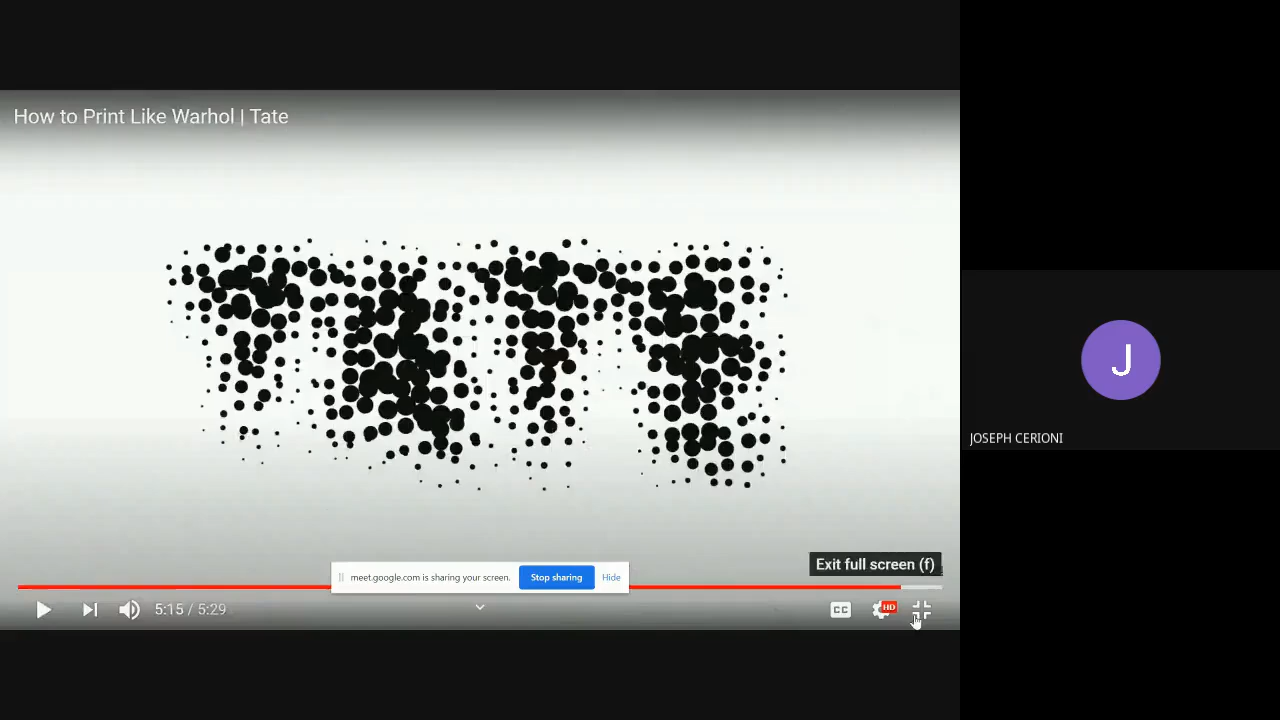 How to Print Like Warhol | Tate
TATE
J
JOSEPH CERIONI
Exit full screen (f)
meet.google.com is sharing your screen.
Stop sharing
Hide
5:15 / 5:29
CC
HD